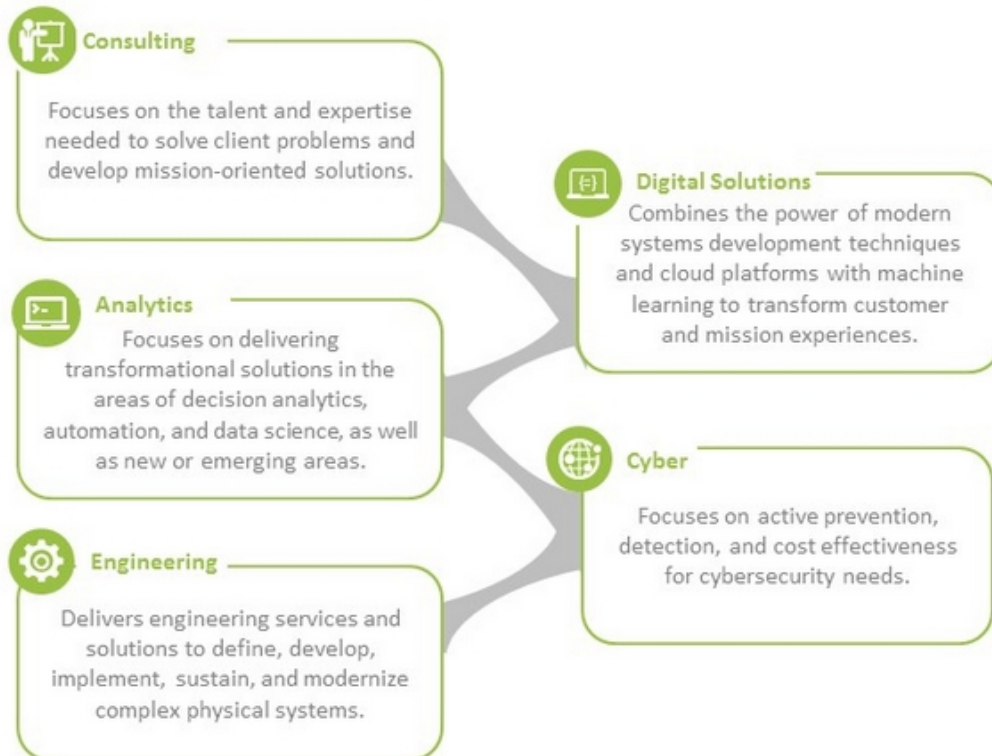 Consulting
Focuses on the talent and expertise
needed to solve client problems and
develop mission-oriented solutions.
Digital Solutions
Combines the power of modern
systems development techniques
and cloud platforms with machine
learning to transform customer
and mission experiences.
Analytics
Focuses on delivering
transformational solutions in the
areas of decision analytics,
automation, and data science, as well
as new or emerging areas.
Cyber
Focuses on active prevention,
detection, and cost effectiveness
for cybersecurity needs.
Engineering
Delivers engineering services and
solutions to define, develop,
implement, sustain, and modernize
complex physical systems.